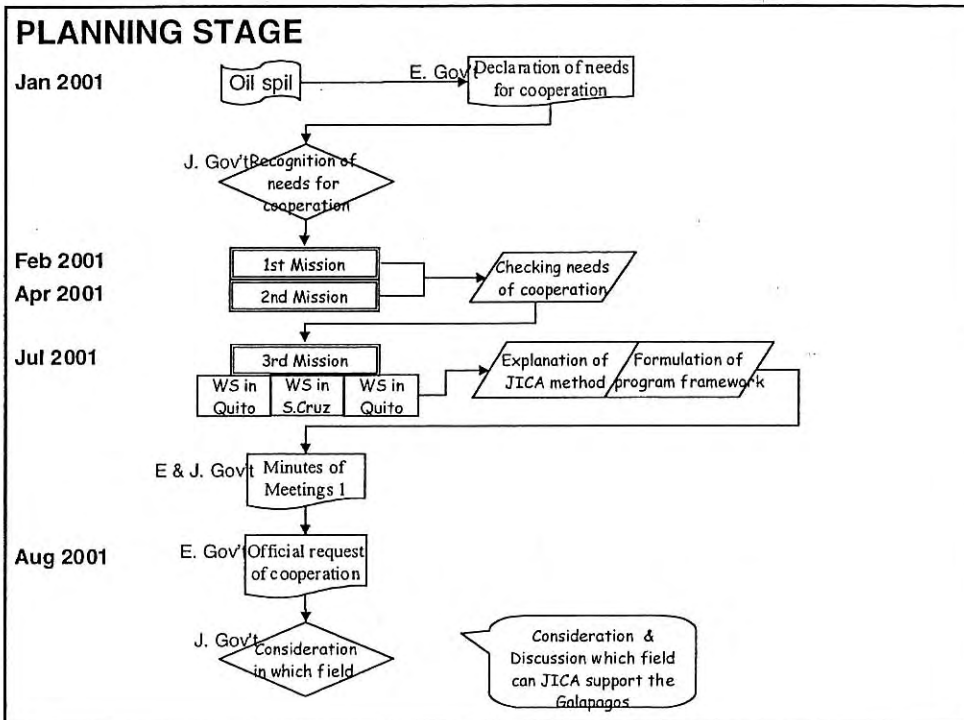 PLANNING STAGE
Jan 2001
Oil spil
E. Gov't
Declaration of needs
for cooperation
J. Gov't
Recognition of
needs for
cooperation
Feb 2001
1st Mission
Apr 2001
2nd Mission
Checking needs
of cooperation
Jul 2001
3rd Mission
WS in
Quito
WS in
S.Cruz
WS in
Quito
Explanation of
JICA method
Formulation of
program framework
E & J. Gov't
Minutes of
Meetings 1
Aug 2001
E. Gov't
Official request
of cooperation
J. Gov't
Consideration
in which field
Consideration &
Discussion which field
can JICA support the
Galapagos